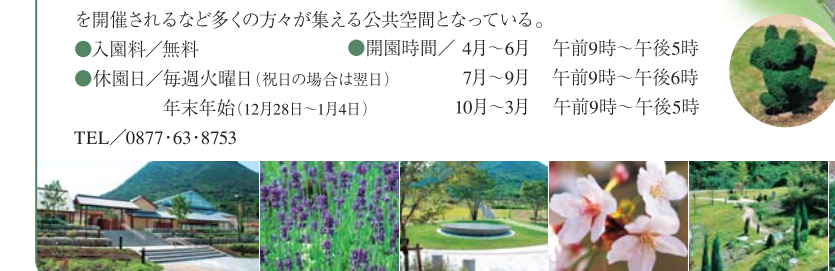 を開催されるなど多くの方々が集える公共空間となっている。
●入園料／無料　●開園時間／ 4月～6月　午前9時～午後5時
●休園日／毎週火曜日（祝日の場合は翌日）　7月～9月　午前9時～午後6時
年末年始（12月28日～1月4日）　10月～3月　午前9時～午後5時
TEL／0877･63･8753